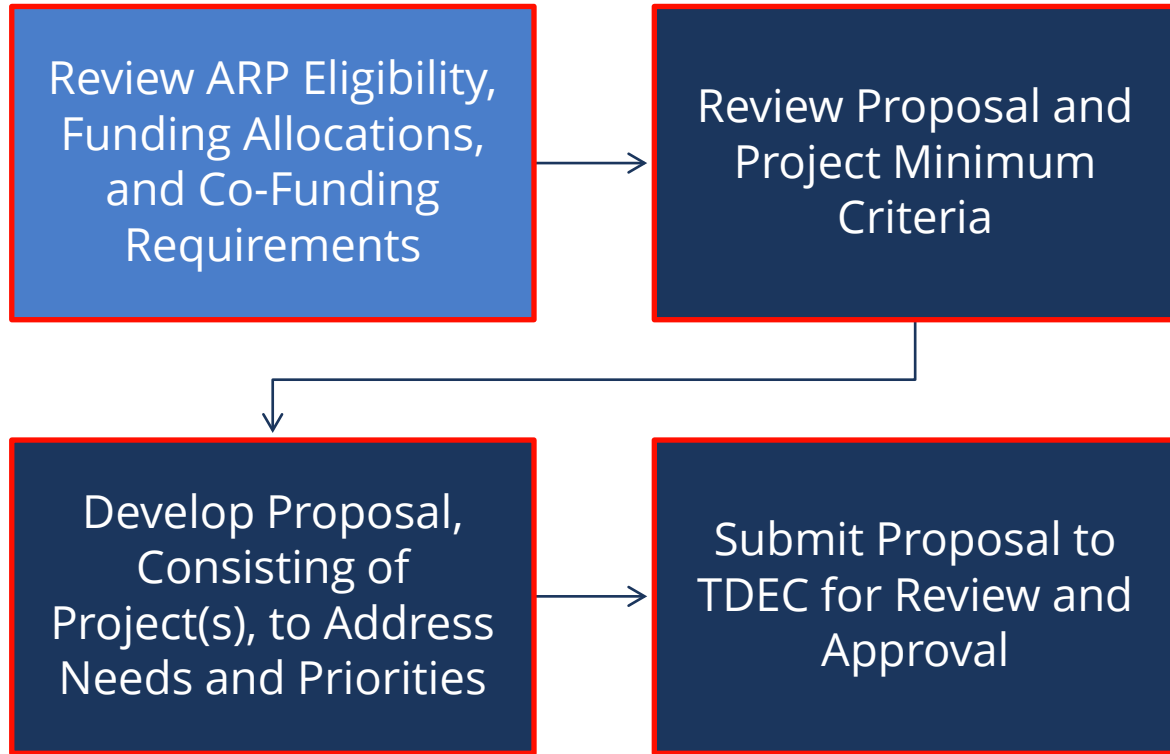 Review ARP Eligibility,
Funding Allocations,
and Co-Funding
Requirements
Review Proposal and
Project Minimum
Criteria
Develop Proposal,
Consisting of
Project(s), to Address
Needs and Priorities
Submit Proposal to
TDEC for Review and
Approval